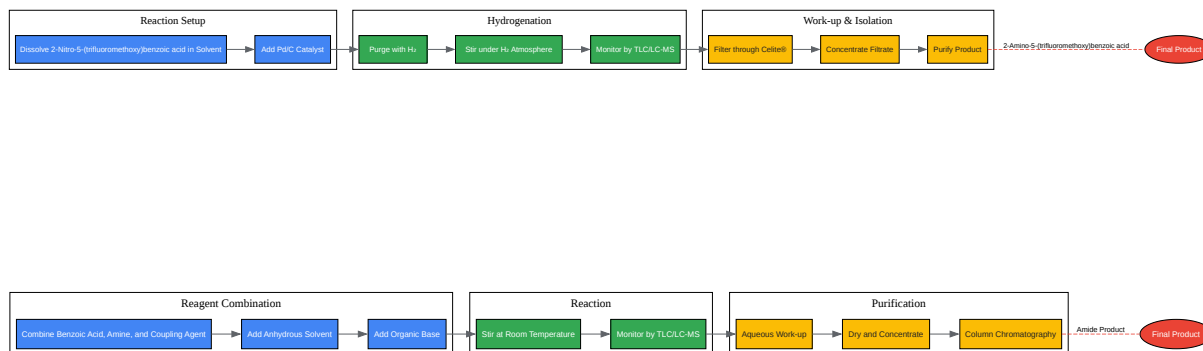 Reaction Setup
Dissolve 2-Nitro-5-(trifluoromethoxy)benzoic acid in Solvent
Add Pd/C Catalyst
Hydrogenation
Purge with H₂
Stir under H₂ Atmosphere
Monitor by TLC/LC-MS
Work-up & Isolation
Filter through Celite®
Concentrate Filtrate
Purify Product
2-Amino-5-(trifluoromethoxy)benzoic acid
Final Product
Reagent Combination
Combine Benzoic Acid, Amine, and Coupling Agent
Add Anhydrous Solvent
Add Organic Base
Reaction
Stir at Room Temperature
Monitor by TLC/LC-MS
Purification
Aqueous Work-up
Dry and Concentrate
Column Chromatography
Amide Product
Final Product